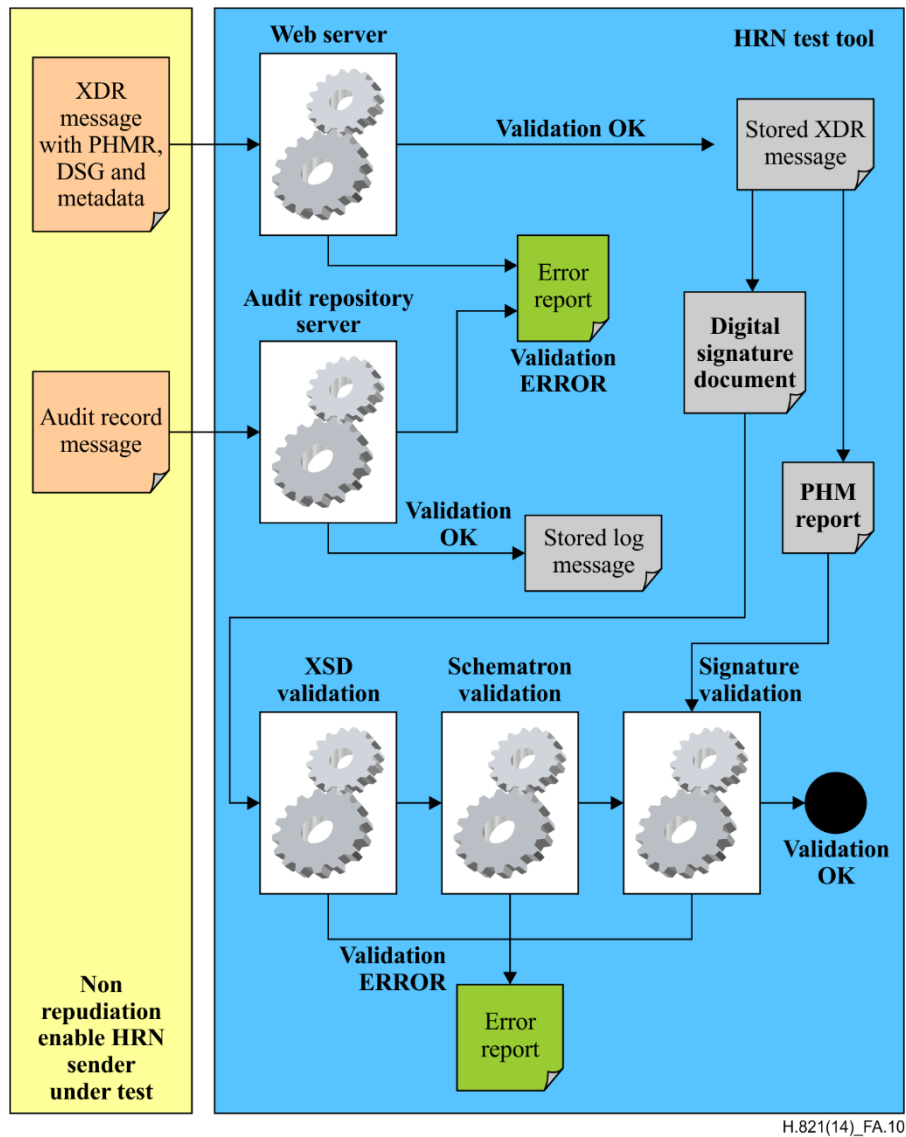 Web server
HRN test tool
XDR
message
with PHMR,
DSG and
metadata
Validation OK
Stored XDR
message
Error
report
Validation
ERROR
Audit repository
server
Digital
signature
document
Audit record
message
PHM
report
Validation
OK
Stored log
message
XSD
validation
Schematron
validation
Signature
validation
Validation
OK
Validation
ERROR
Error
report
Non
repudiation
enable HRN
sender
under test
H.821(14)_FA.10